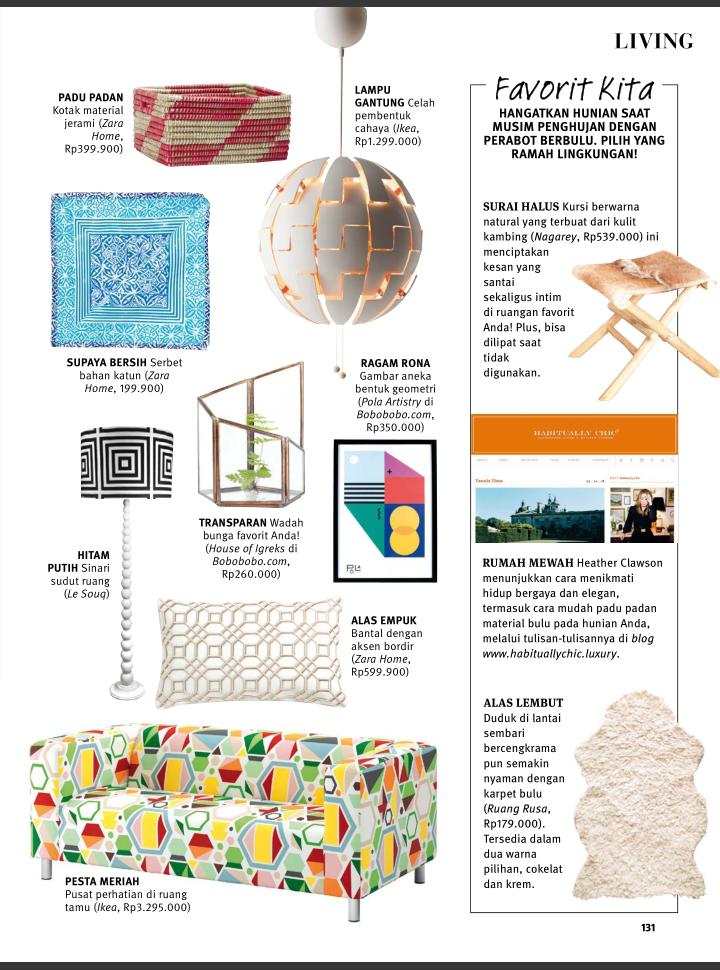 LIVING
PADU PADAN
Kotak material
jerami (Zara
Home,
Rp399.900)
LAMPU
GANTUNG Celah
pembentuk
cahaya (Ikea,
Rp1.299.000)
SUPAYA BERSIH Serbet
bahan katun (Zara
Home, 199.900)
RAGAM RONA
Gambar aneka
bentuk geometri
(Pola Artistry di
Bobobobo.com,
Rp350.000)
TRANSPARAN Wadah
bunga favorit Anda!
(House of Igreks di
Bobobobo.com,
Rp260.000)
HITAM
PUTIH Sinari
sudut ruang
(Le Souq)
ALAS EMPUK
Bantal dengan
aksen bordir
(Zara Home,
Rp599.900)
PESTA MERIAH
Pusat perhatian di ruang
tamu (Ikea, Rp3.295.000)
Favorit Kita
HANGATKAN HUNIAN SAAT
MUSIM PENGHUJAN DENGAN
PERABOT BERBULU. PILIH YANG
RAMAH LINGKUNGAN!
SURAI HALUS Kursi berwarna
natural yang terbuat dari kulit
kambing (Nagarey, Rp539.000) ini
menciptakan
kesan yang
santai
sekaligus intim
di ruangan favorit
Anda! Plus, bisa
dilipat saat
tidak
digunakan.
HABITUALLY CHIC
RUMAH MEWAH Heather Clawson
menunjukkan cara menikmati
hidup bergaya dan elegan,
termasuk cara mudah padu padan
material bulu pada hunian Anda,
melalui tulisan-tulisannya di blog
www.habituallychic.luxury.
ALAS LEMBUT
Duduk di lantai
sembari
bercengkrama
pun semakin
nyaman dengan
karpet bulu
(Ruang Rusa,
Rp179.000).
Tersedia dalam
dua warna
pilihan, cokelat
dan krem.
131